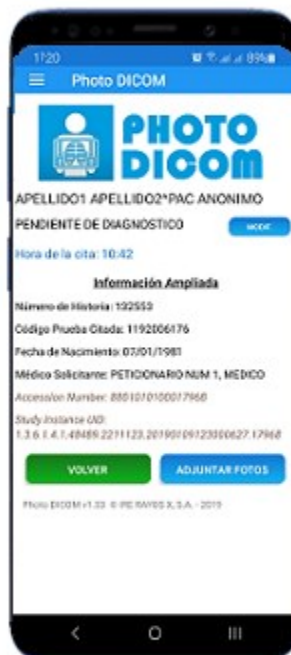 11:20
89%
Photo DICOM
PHOTO
DICOM
APELLIDO1 APELLIDO2^PAC ANONIMO
PENDIENTE DE DIAGNOSTICO
Hora de la cita: 10:42
Información Ampliada
Número de Historia: 132553
Código Prueba Citada: 1192006176
Fecha de Nacimiento: 07/01/1981
Médico Solicitante: PETICIONARIO NUM 1, MEDICO
Accession Number: 8801010100017968
Study Instance UID:
1.3.6.1.4.1.48489.2211123.20190109123000627.17968
VOLVER
ADJUNTAR FOTOS
Photo DICOM v1.33 © IRE RAYOS X, S.A. - 2019